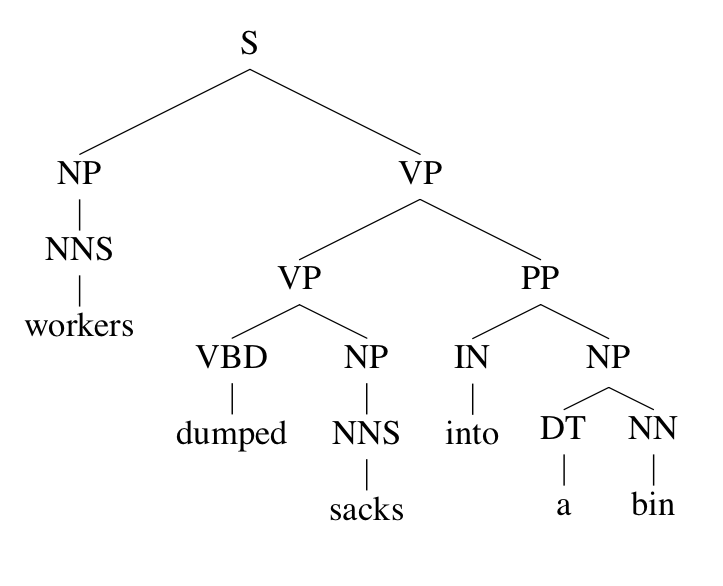 S
NP VP
NNS VP PP
workers VBD NP IN NP
dumped NNS into DT NN
sacks a bin